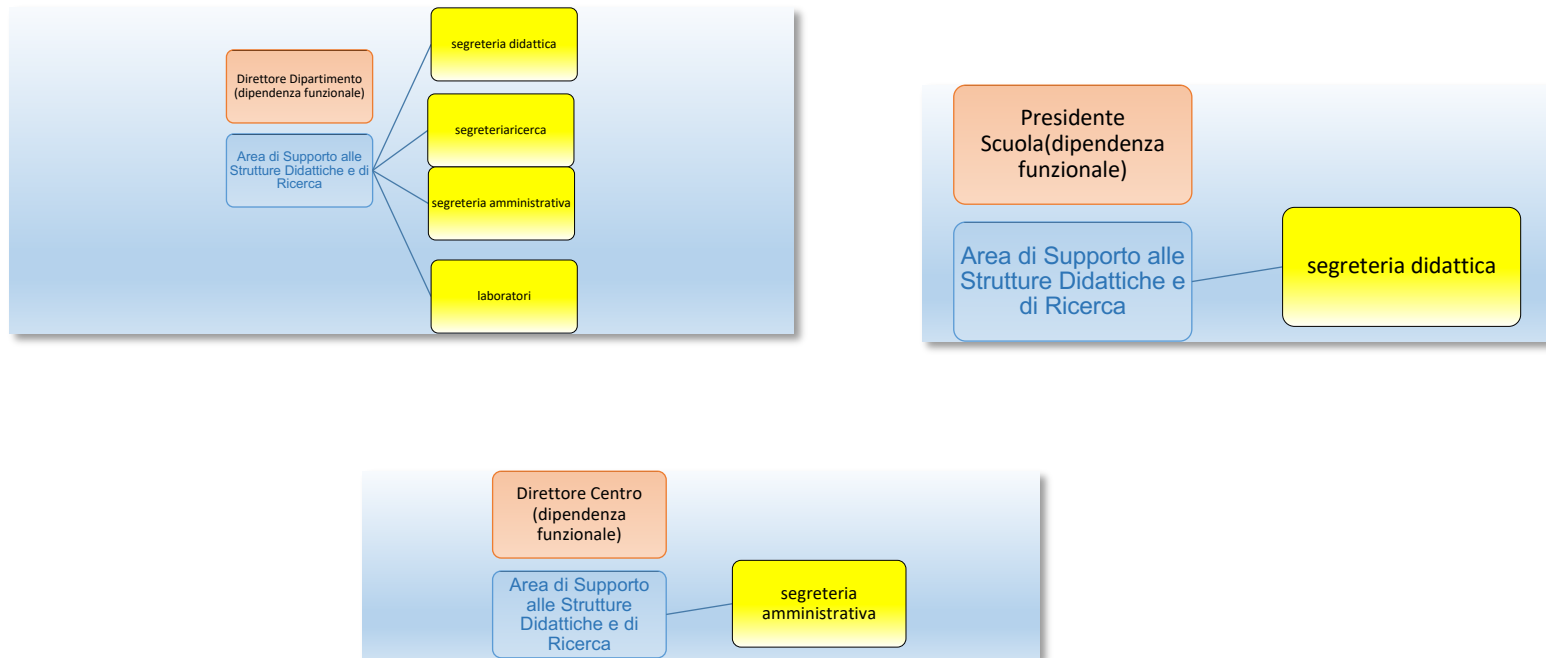 segreteria didattica
Direttore Dipartimento
(dipendenza funzionale)
segreteriaricerca
Area di Supporto alle
Strutture Didattiche e di
Ricerca
segreteria amministrativa
laboratori
Presidente
Scuola(dipendenza
funzionale)
Area di Supporto alle
Strutture Didattiche e
di Ricerca
segreteria didattica
Direttore Centro
(dipendenza
funzionale)
Area di Supporto
alle Strutture
Didattiche e di
Ricerca
segreteria
amministrativa